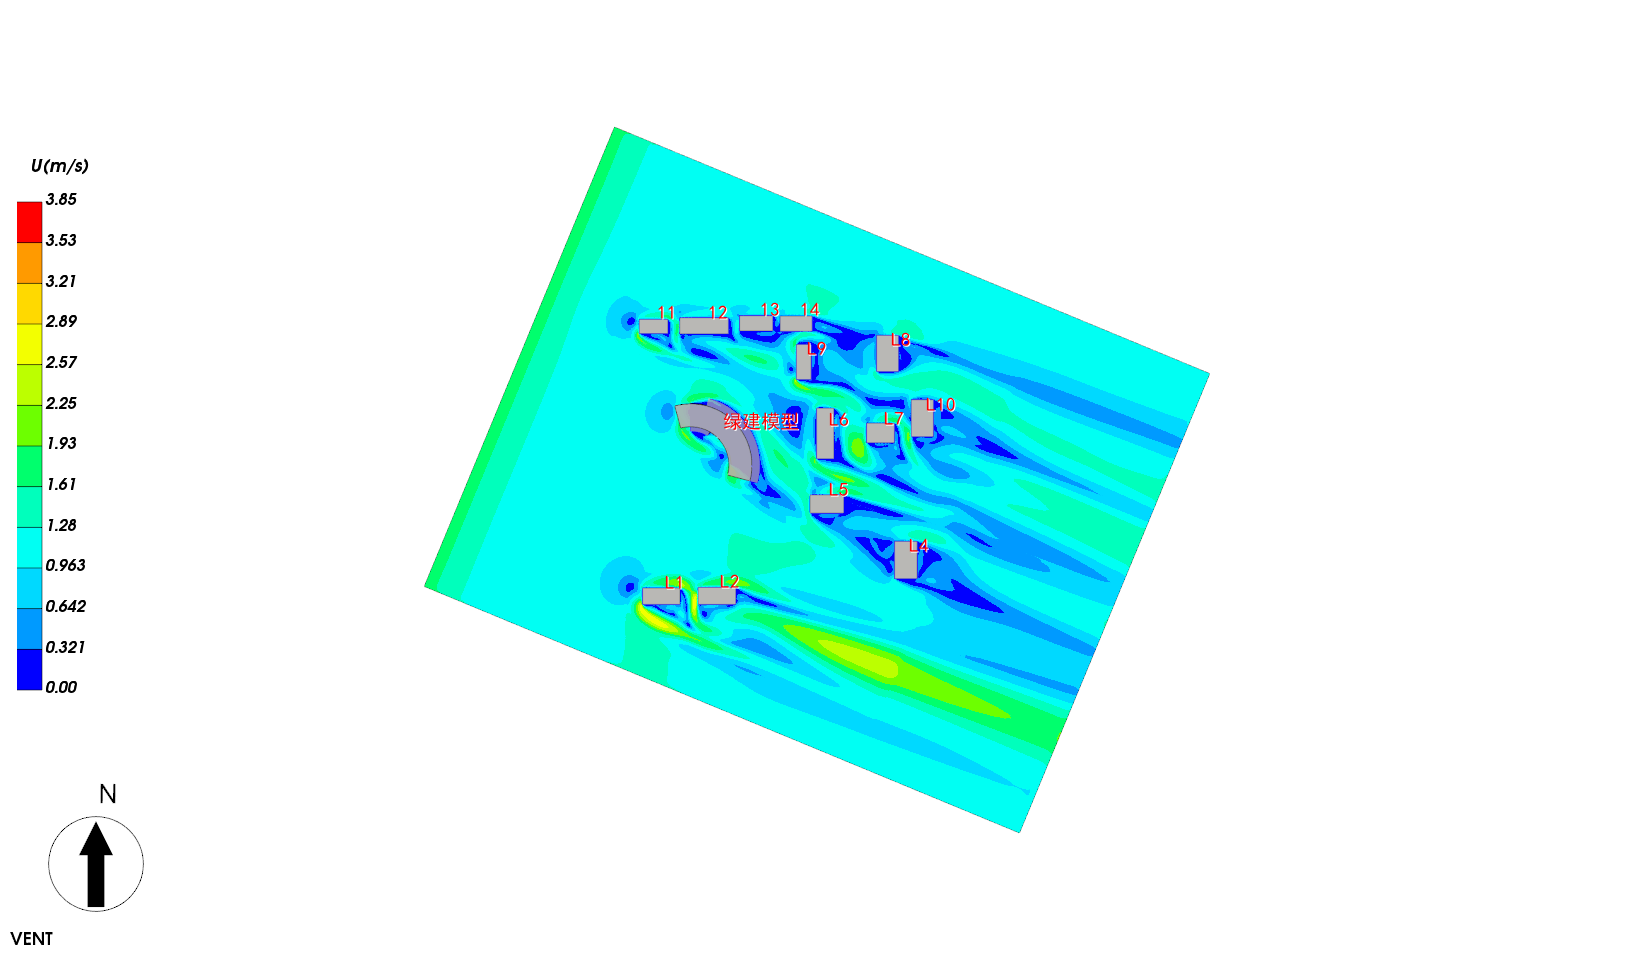 U(m/s)
3.85
3.53
3.21
2.89
2.57
2.25
1.93
1.61
1.28
0.963
0.642
0.321
0.00
11
12
13
14
L9
L8
绿建模型
L6
L7
L10
L5
L4
L1
L2
N
VENT